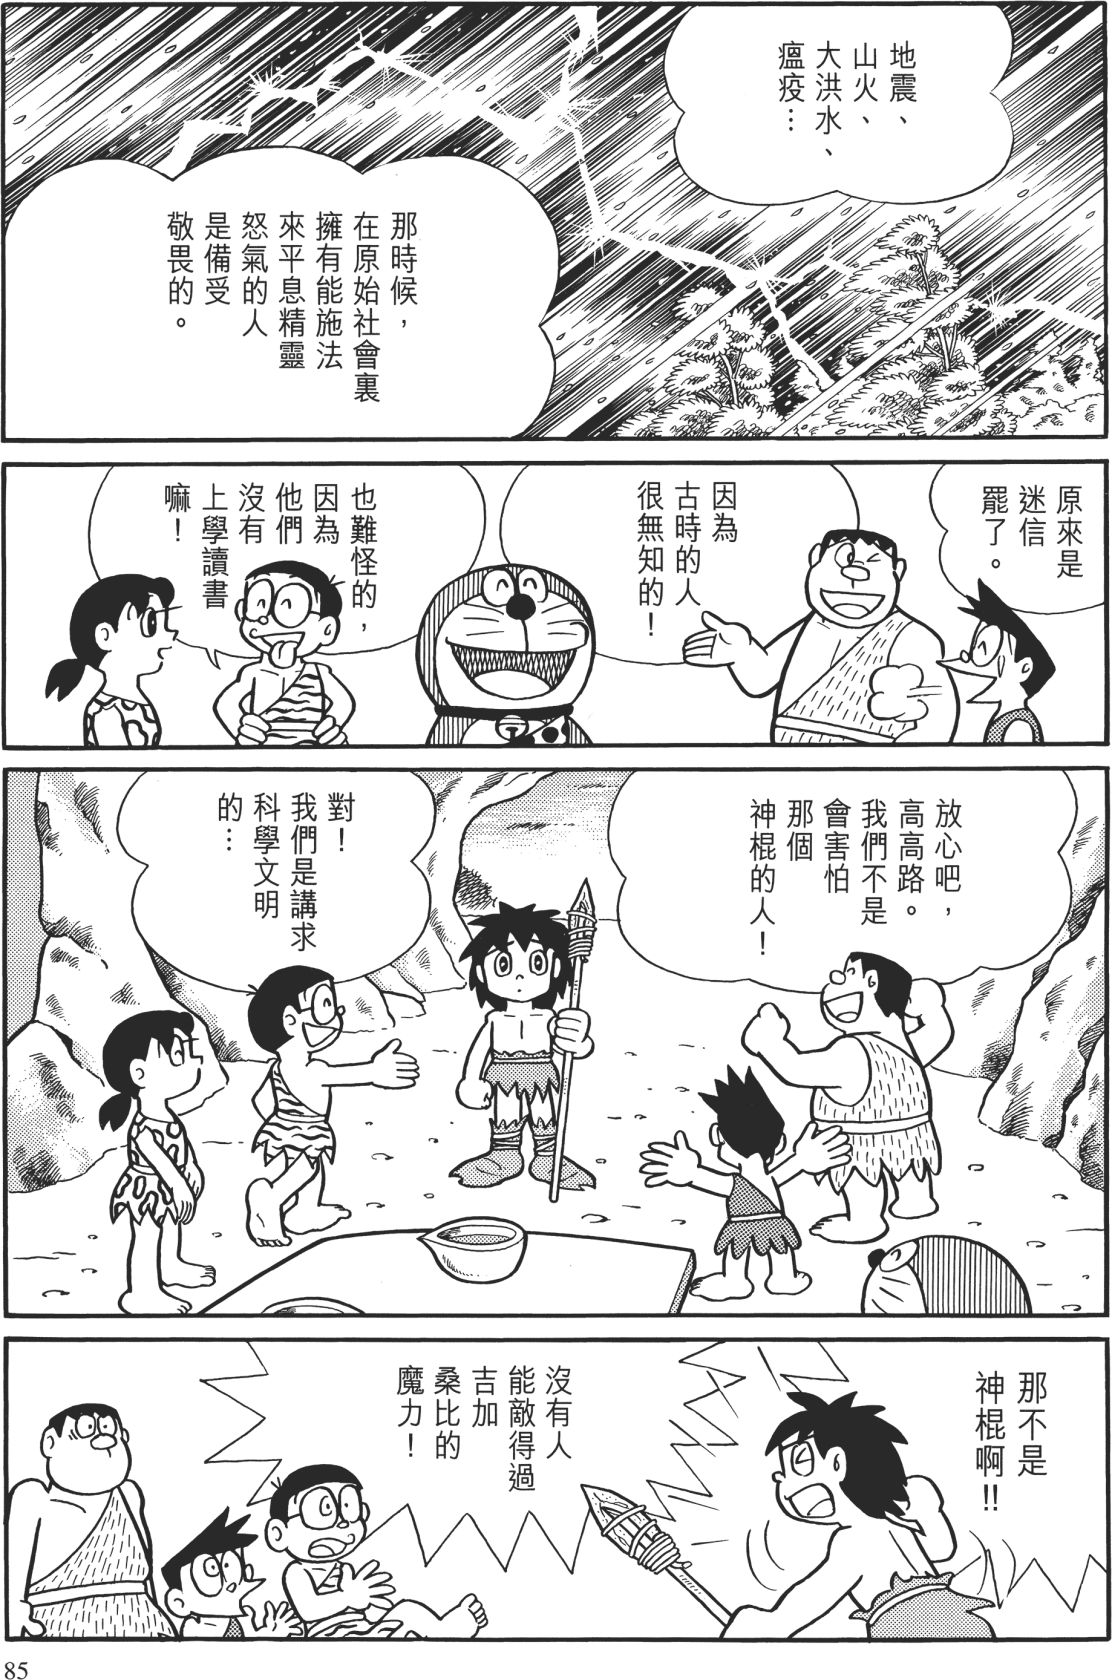 地震、
山火、
大洪水、
瘟疫…
那時候，
在原始社會裏
擁有能施法
來平息精靈
怒氣的人
是備受
敬畏的。
原來是
迷信
罷了。
因為
古時的人
很無知的！
也難怪的，
因為
他們
沒有
上學讀書
嘛！
放心吧，
高高路。
我們不是
會害怕
那個
神棍的人！
對！
我們是講求
科學文明
的…
那不是
神棍啊！！
沒有人
能敵得過
吉加
桑比的
魔力！
85